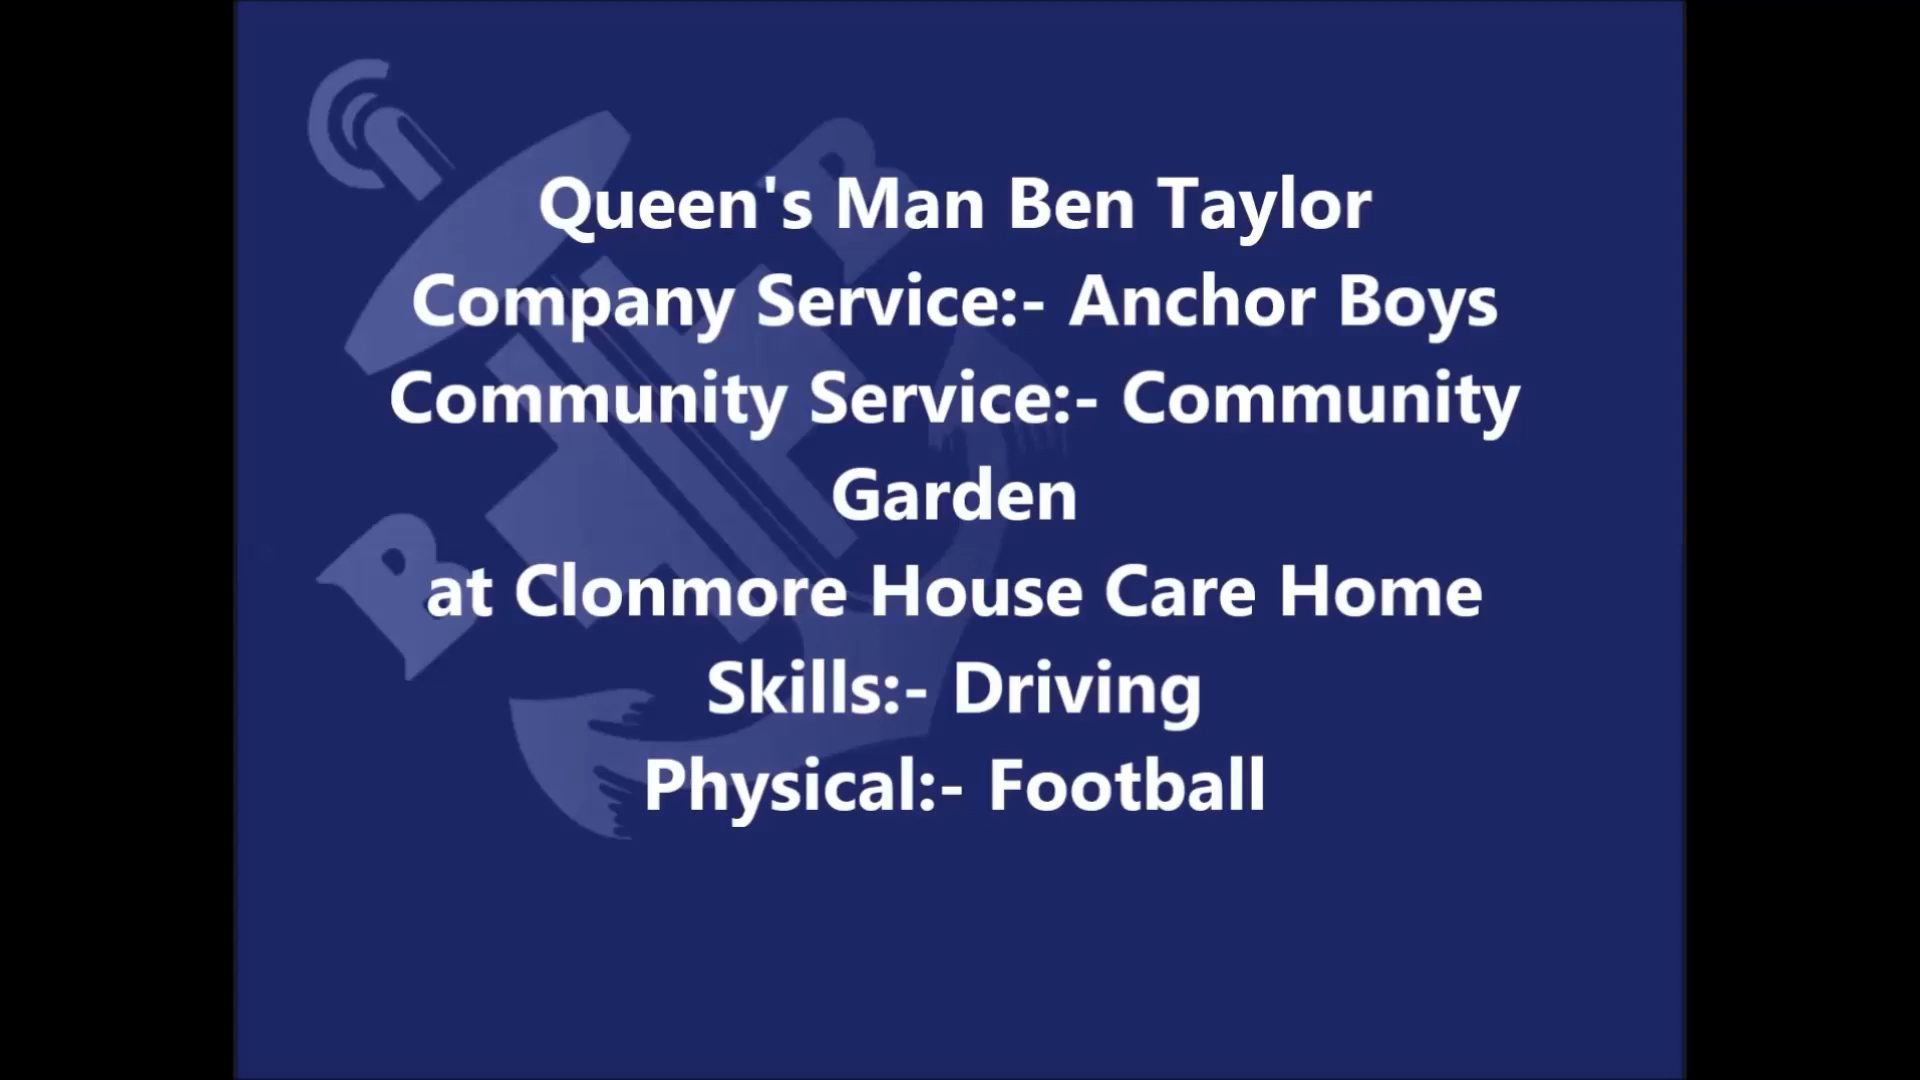 Queen's Man Ben Taylor
Company Service:- Anchor Boys
Community Service:- Community
Garden
at Clonmore House Care Home
Skills:- Driving
Physical:- Football
B B